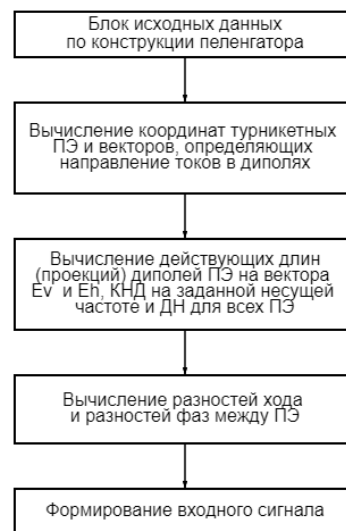 Блок исходных данных
по конструкции пеленгатора
Вычисление координат турникетных
ПЭ и векторов, определяющих
направление токов в диполях
Вычисление действующих длин
(проекций) диполей ПЭ на вектора
Ev и Eh, КНД на заданной несущей
частоте и ДН для всех ПЭ
Вычисление разностей хода
и разностей фаз между ПЭ
Формирование входного сигнала